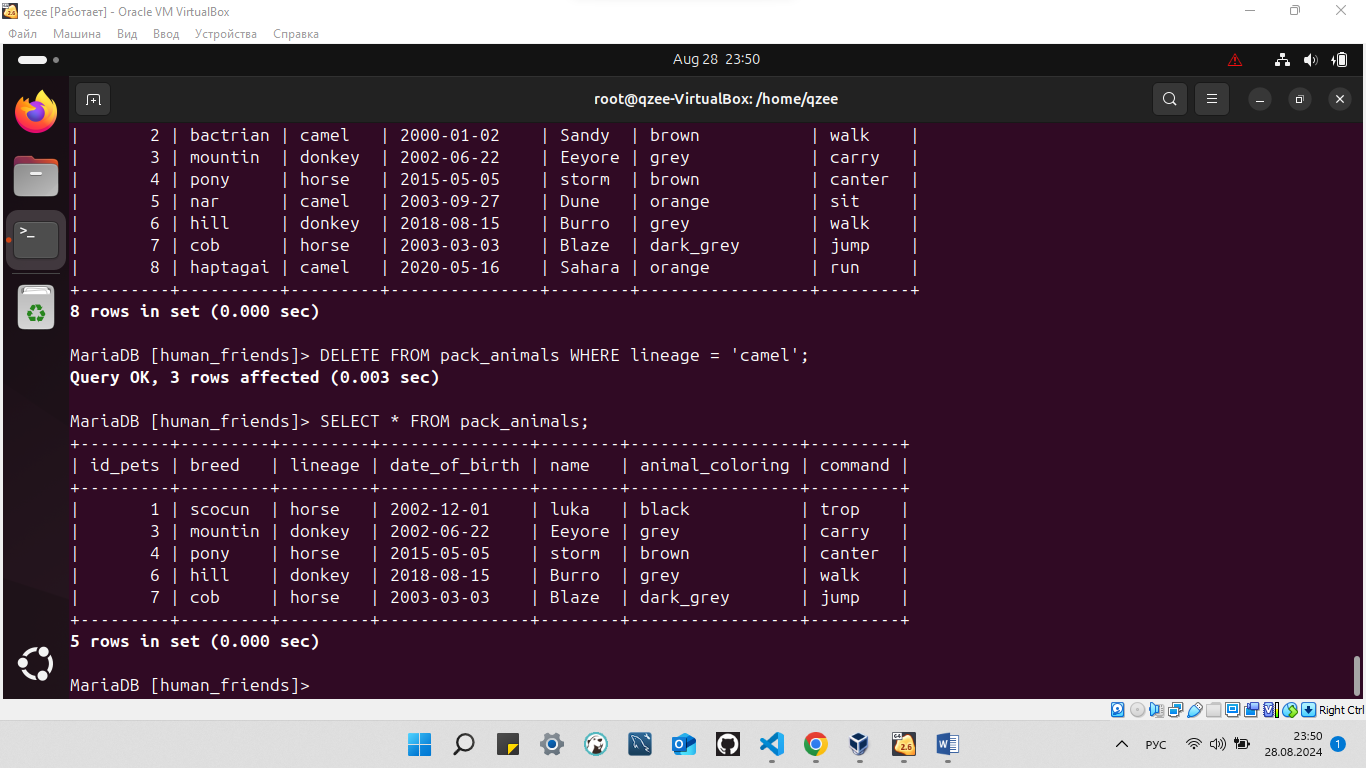 qzee [Работает] - Oracle VM VirtualBox
Файл Машина Вид Ввод Устройства Справка
Aug 28 23:50
root@qzee-VirtualBox: /home/qzee
| 2 | bactrian | camel | 2000-01-02 | Sandy | brown | walk |
| 3 | mountin | donkey | 2002-06-22 | Eeyore | grey | carry |
| 4 | pony | horse | 2015-05-05 | storm | brown | canter |
| 5 | nar | camel | 2003-09-27 | Dune | orange | sit |
| 6 | hill | donkey | 2018-08-15 | Burro | grey | walk |
| 7 | cob | horse | 2003-03-03 | Blaze | dark_grey | jump |
| 8 | haptagai | camel | 2020-05-16 | Sahara | orange | run |
+---------+----------+---------+---------------+--------+-----------------+---------+
8 rows in set (0.000 sec)
MariaDB [human_friends]> DELETE FROM pack_animals WHERE lineage = 'camel';
Query OK, 3 rows affected (0.003 sec)
MariaDB [human_friends]> SELECT * FROM pack_animals;
+---------+---------+---------+---------------+--------+-----------------+---------+
| id_pets | breed | lineage | date_of_birth | name | animal_coloring | command |
+---------+---------+---------+---------------+--------+-----------------+---------+
| 1 | scocun | horse | 2002-12-01 | luka | black | trop |
| 3 | mountin | donkey | 2002-06-22 | Eeyore | grey | carry |
| 4 | pony | horse | 2015-05-05 | storm | brown | canter |
| 6 | hill | donkey | 2018-08-15 | Burro | grey | walk |
| 7 | cob | horse | 2003-03-03 | Blaze | dark_grey | jump |
+---------+---------+---------+---------------+--------+-----------------+---------+
5 rows in set (0.000 sec)
MariaDB [human_friends]>
Right Ctrl
РУС
23:50
28.08.2024
1